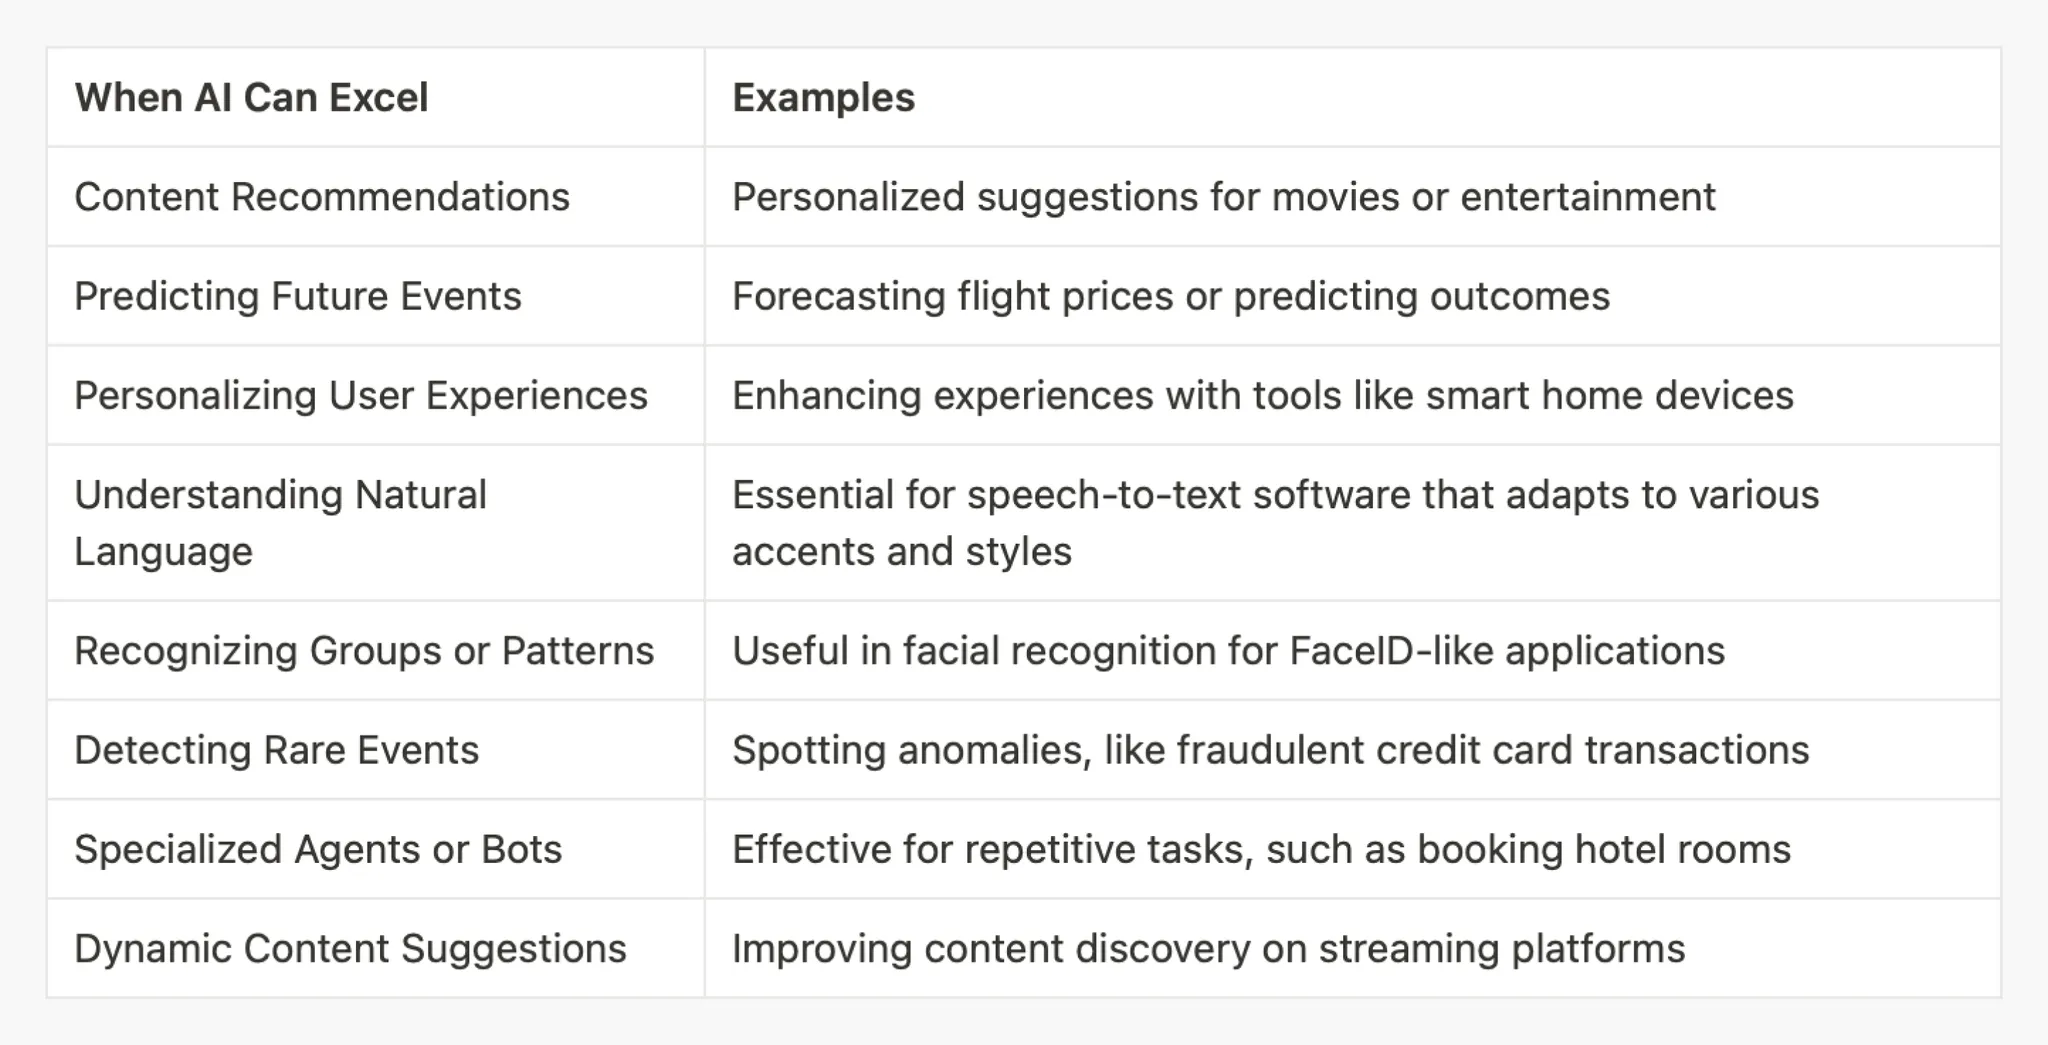 When AI Can Excel
Examples
Content Recommendations
Personalized suggestions for movies or entertainment
Predicting Future Events
Forecasting flight prices or predicting outcomes
Personalizing User Experiences
Enhancing experiences with tools like smart home devices
Understanding Natural
Language
Essential for speech-to-text software that adapts to various
accents and styles
Recognizing Groups or Patterns
Useful in facial recognition for FaceID-like applications
Detecting Rare Events
Spotting anomalies, like fraudulent credit card transactions
Specialized Agents or Bots
Effective for repetitive tasks, such as booking hotel rooms
Dynamic Content Suggestions
Improving content discovery on streaming platforms